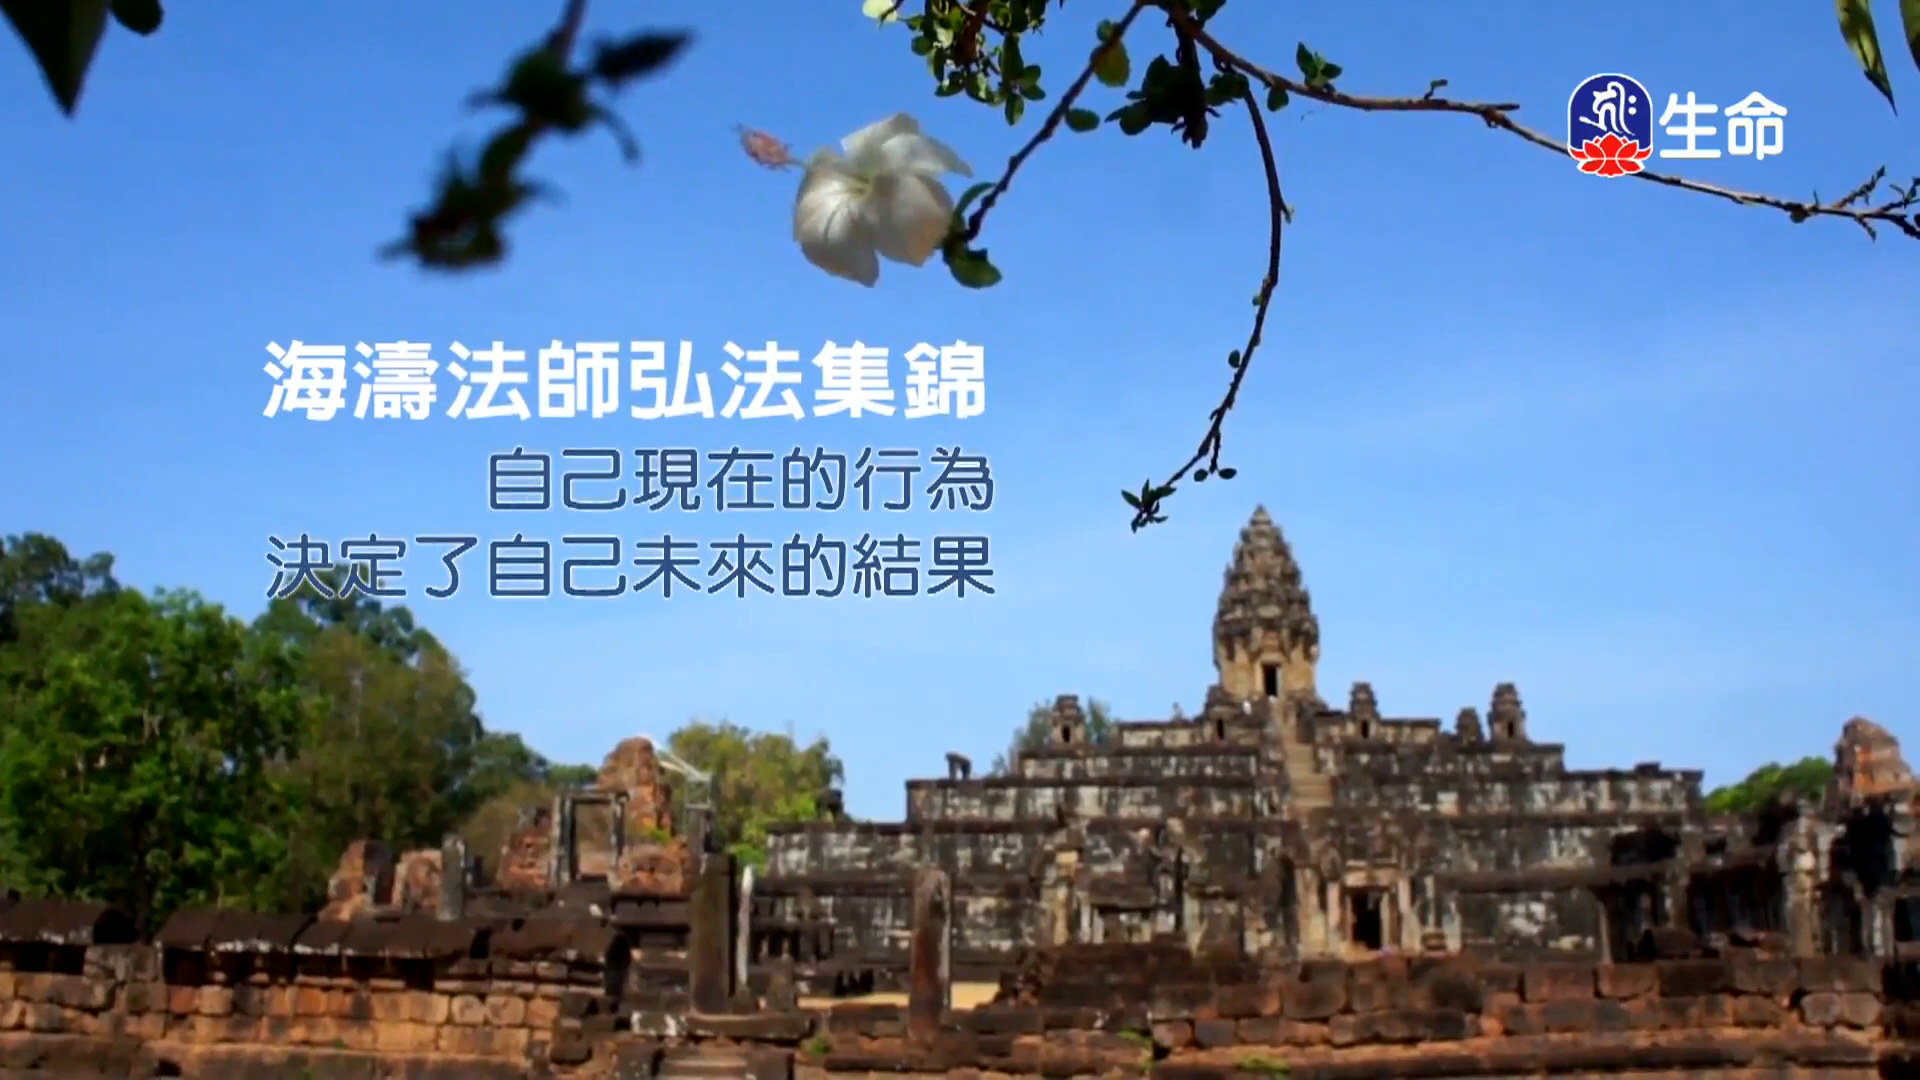 生命
海濤法師弘法集錦
自己現在的行為
決定了自己未來的結果